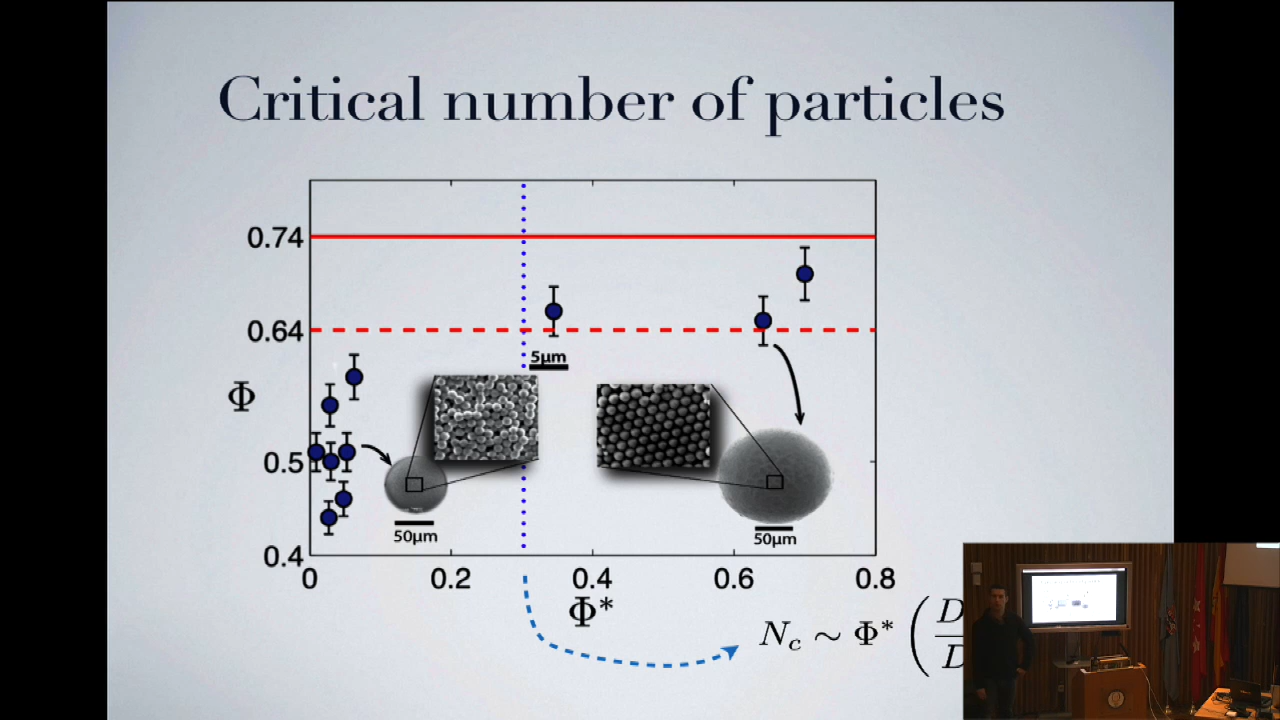 Critical number of particles
0.74
0.64
Φ
0.5
0.4
5μm
50μm
50μm
0 0.2 0.4 0.6 0.8
Φ*
N_c ∼ Φ* (D
D